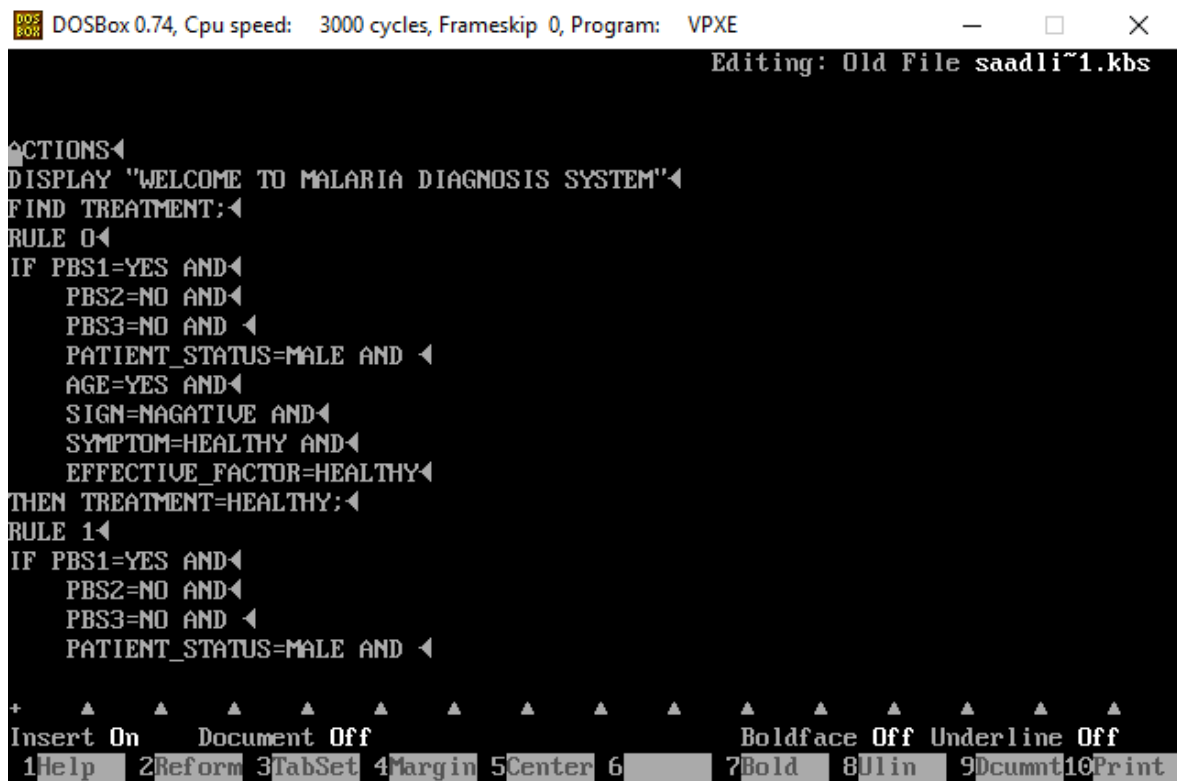 DOSBox 0.74, Cpu speed: 3000 cycles, Frameskip 0, Program: VPXE
Editing: Old File saadli~1.kbs
ACTIONS
DISPLAY "WELCOME TO MALARIA DIAGNOSIS SYSTEM"
FIND TREATMENT;
RULE 0
IF PBS1=YES AND
PBS2=NO AND
PBS3=NO AND
PATIENT_STATUS=MALE AND
AGE=YES AND
SIGN=NAGATIVE AND
SYMPTOM=HEALTHY AND
EFFECTIVE_FACTOR=HEALTHY
THEN TREATMENT=HEALTHY;
RULE 1
IF PBS1=YES AND
PBS2=NO AND
PBS3=NO AND
PATIENT_STATUS=MALE AND
Insert On Document Off Boldface Off Underline Off
1Help 2Reform 3TabSet 4Margin 5Center 6 7Bold 8Ulin 9Dcumnt 10Print